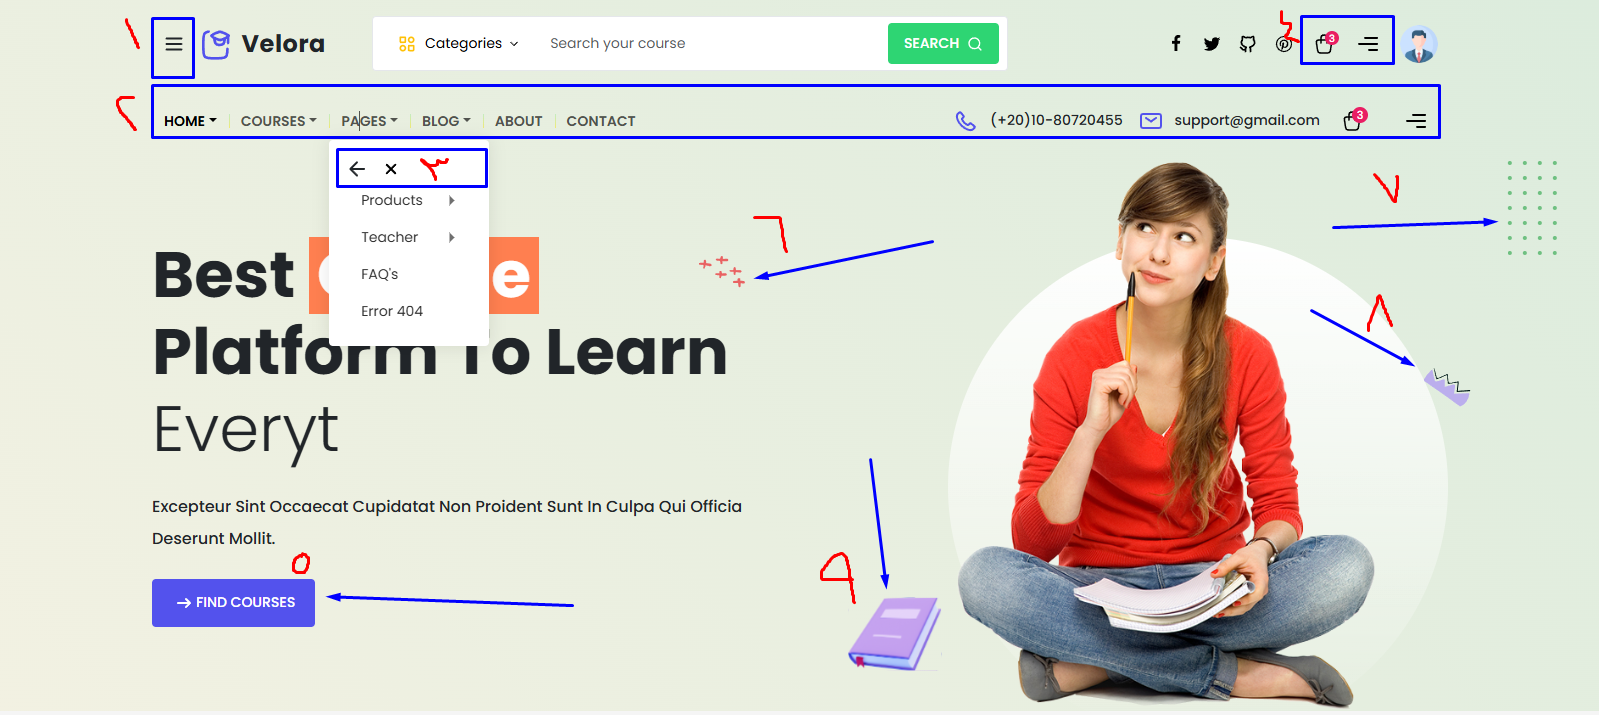 ١
Velora
Categories
Search your course
SEARCH
٤
3
٢
HOME
COURSES
PAGES
BLOG
ABOUT
CONTACT
(+20)10-80720455
support@gmail.com
3
٣
Products
Teacher
FAQ's
Error 404
Best e
Platform To Learn
Everyt
٦
٧
٨
Excepteur Sint Occaecat Cupidatat Non Proident Sunt In Culpa Qui Officia
Deserunt Mollit.
٥
FIND COURSES
٩